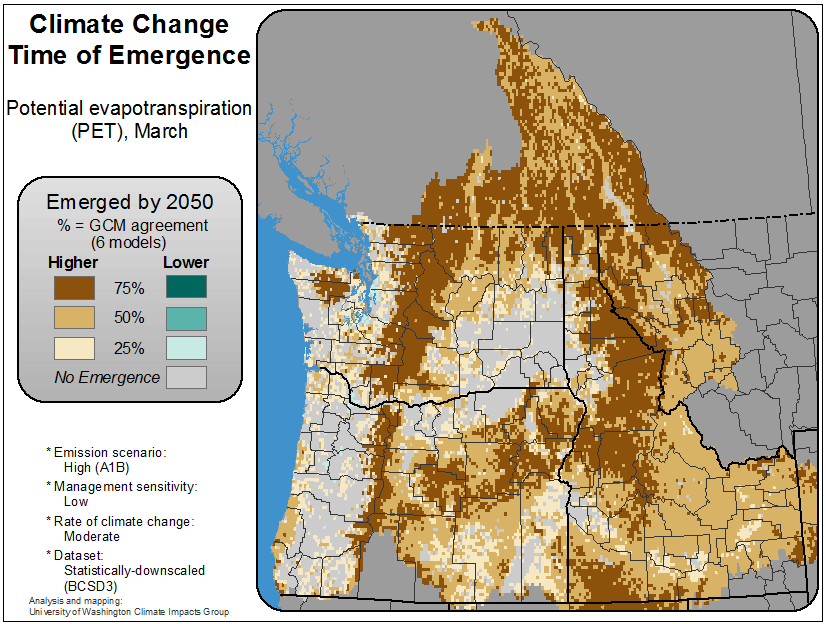 Climate Change
Time of Emergence
Potential evapotranspiration
(PET), March
Emerged by 2050
% = GCM agreement
(6 models)
Higher Lower
75%
50%
25%
No Emergence
* Emission scenario:
High (A1B)
* Management sensitivity:
Low
* Rate of climate change:
Moderate
* Dataset:
Statistically-downscaled
(BCSD3)
Analysis and mapping:
University of Washington Climate Impacts Group